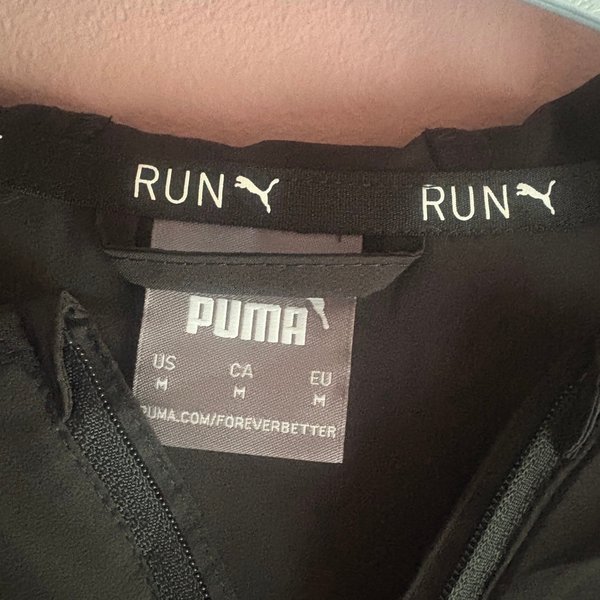 RUN RUN
PUMA
US CA EU
M M M
PUMA.COM/FOREVERBETTER